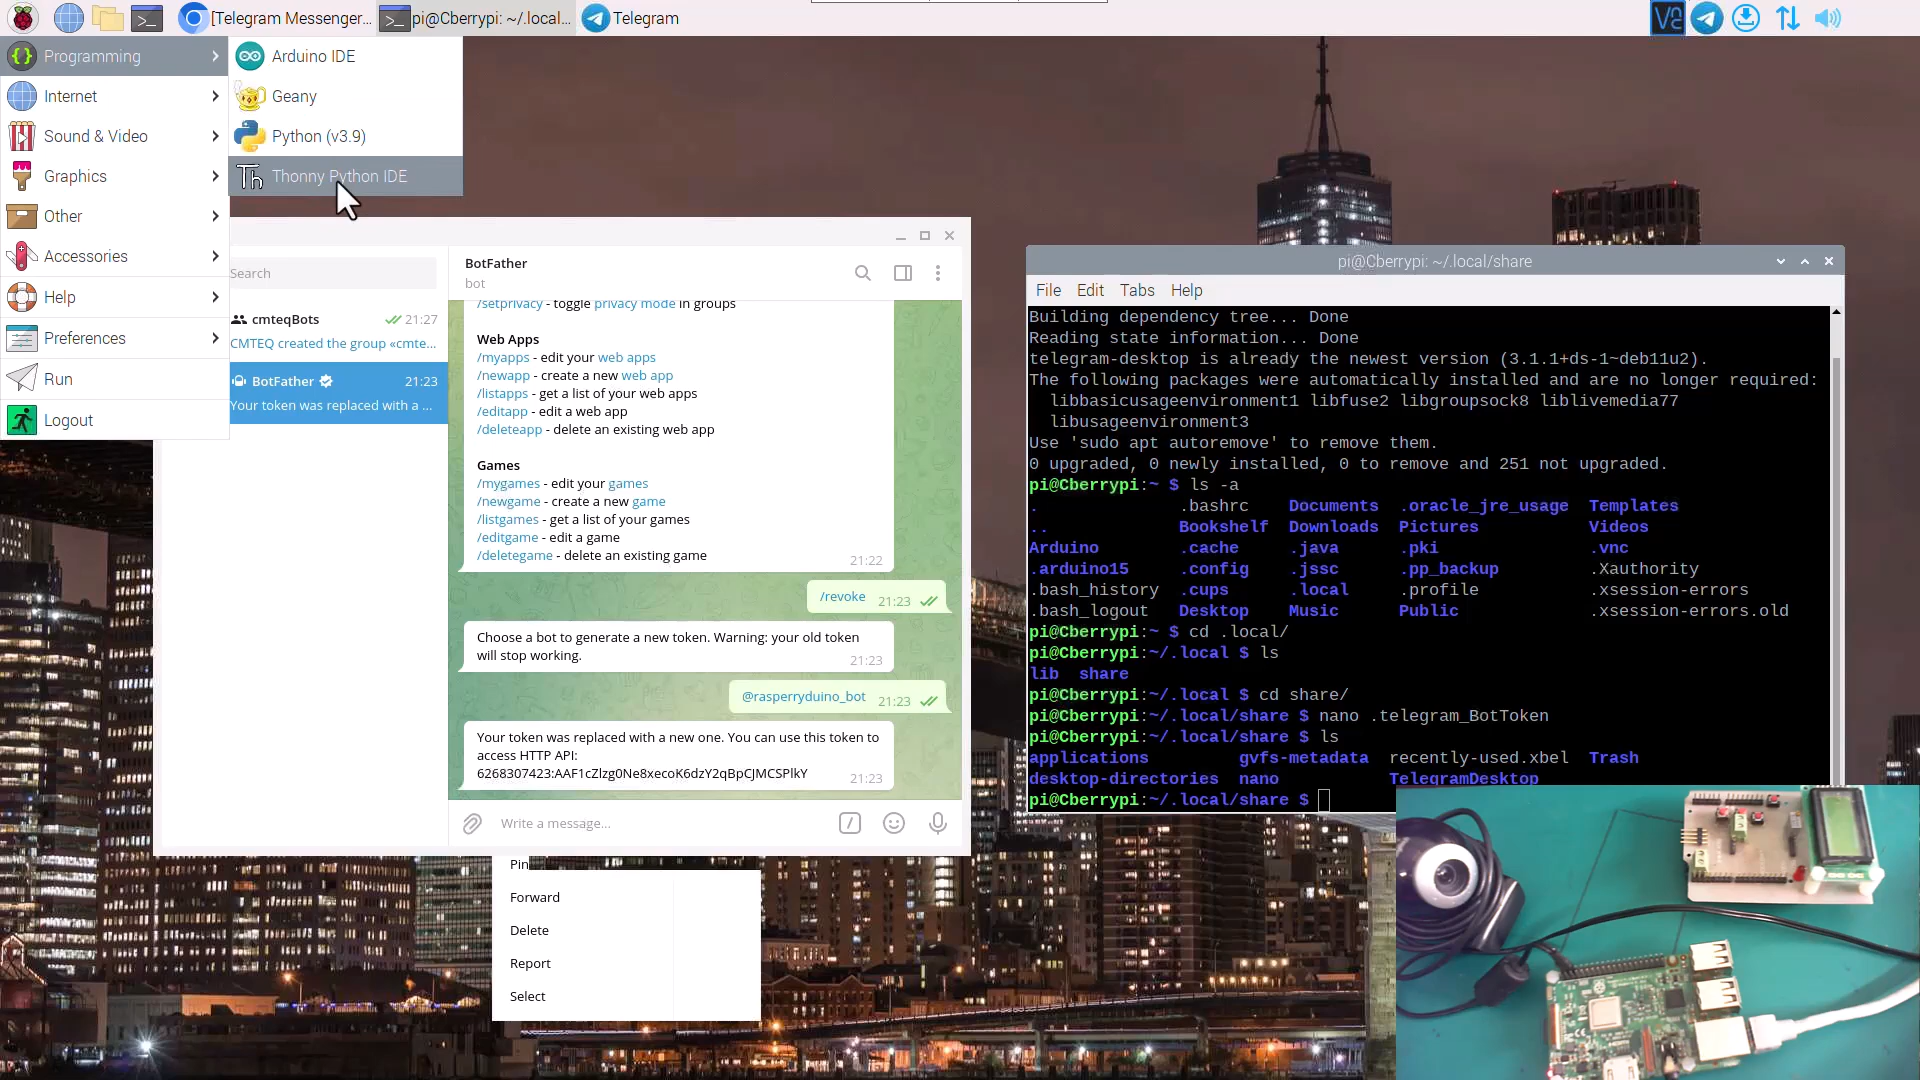 [Telegram Messenger...
pi@Cberrypi: ~/.local...
Telegram
Programming
Internet
Sound & Video
Graphics
Other
Accessories
Help
Preferences
Run
Logout
Arduino IDE
Geany
Python (v3.9)
Thonny Python IDE
Search
cmteqBots 21:27
CMTEQ created the group «cmte...
BotFather 21:23
Your token was replaced with a ...
BotFather
bot
/setprivacy - toggle privacy mode in groups
Web Apps
/myapps - edit your web apps
/newapp - create a new web app
/listapps - get a list of your web apps
/editapp - edit a web app
/deleteapp - delete an existing web app
Games
/mygames - edit your games
/newgame - create a new game
/listgames - get a list of your games
/editgame - edit a game
/deletegame - delete an existing game
21:22
/revoke 21:23
Choose a bot to generate a new token. Warning: your old token
will stop working.
21:23
@rasperryduino_bot 21:23
Your token was replaced with a new one. You can use this token to
access HTTP API:
6268307423:AAF1cZlzg0Ne8xecoK6dzY2qBpCJMCSPlkY 21:23
Write a message...
Pin
Forward
Delete
Report
Select
pi@Cberrypi: ~/.local/share
File Edit Tabs Help
Building dependency tree... Done
Reading state information... Done
telegram-desktop is already the newest version (3.1.1+ds-1~deb11u2).
The following packages were automatically installed and are no longer required:
libbasicusageenvironment1 libfuse2 libgroupsock8 liblivemedia77
libusageenvironment3
Use 'sudo apt autoremove' to remove them.
0 upgraded, 0 newly installed, 0 to remove and 251 not upgraded.
pi@Cberrypi:~ $ ls -a
. .bashrc Documents .oracle_jre_usage Templates
.. Bookshelf Downloads Pictures Videos
Arduino .cache .java .pki .vnc
.arduino15 .config .jssc .pp_backup .Xauthority
.bash_history .cups .local .profile .xsession-errors
.bash_logout Desktop Music Public .xsession-errors.old
pi@Cberrypi:~ $ cd .local/
pi@Cberrypi:~/.local $ ls
lib share
pi@Cberrypi:~/.local $ cd share/
pi@Cberrypi:~/.local/share $ nano .telegram_BotToken
pi@Cberrypi:~/.local/share $ ls
applications gvfs-metadata recently-used.xbel Trash
desktop-directories nano TelegramDesktop
pi@Cberrypi:~/.local/share $